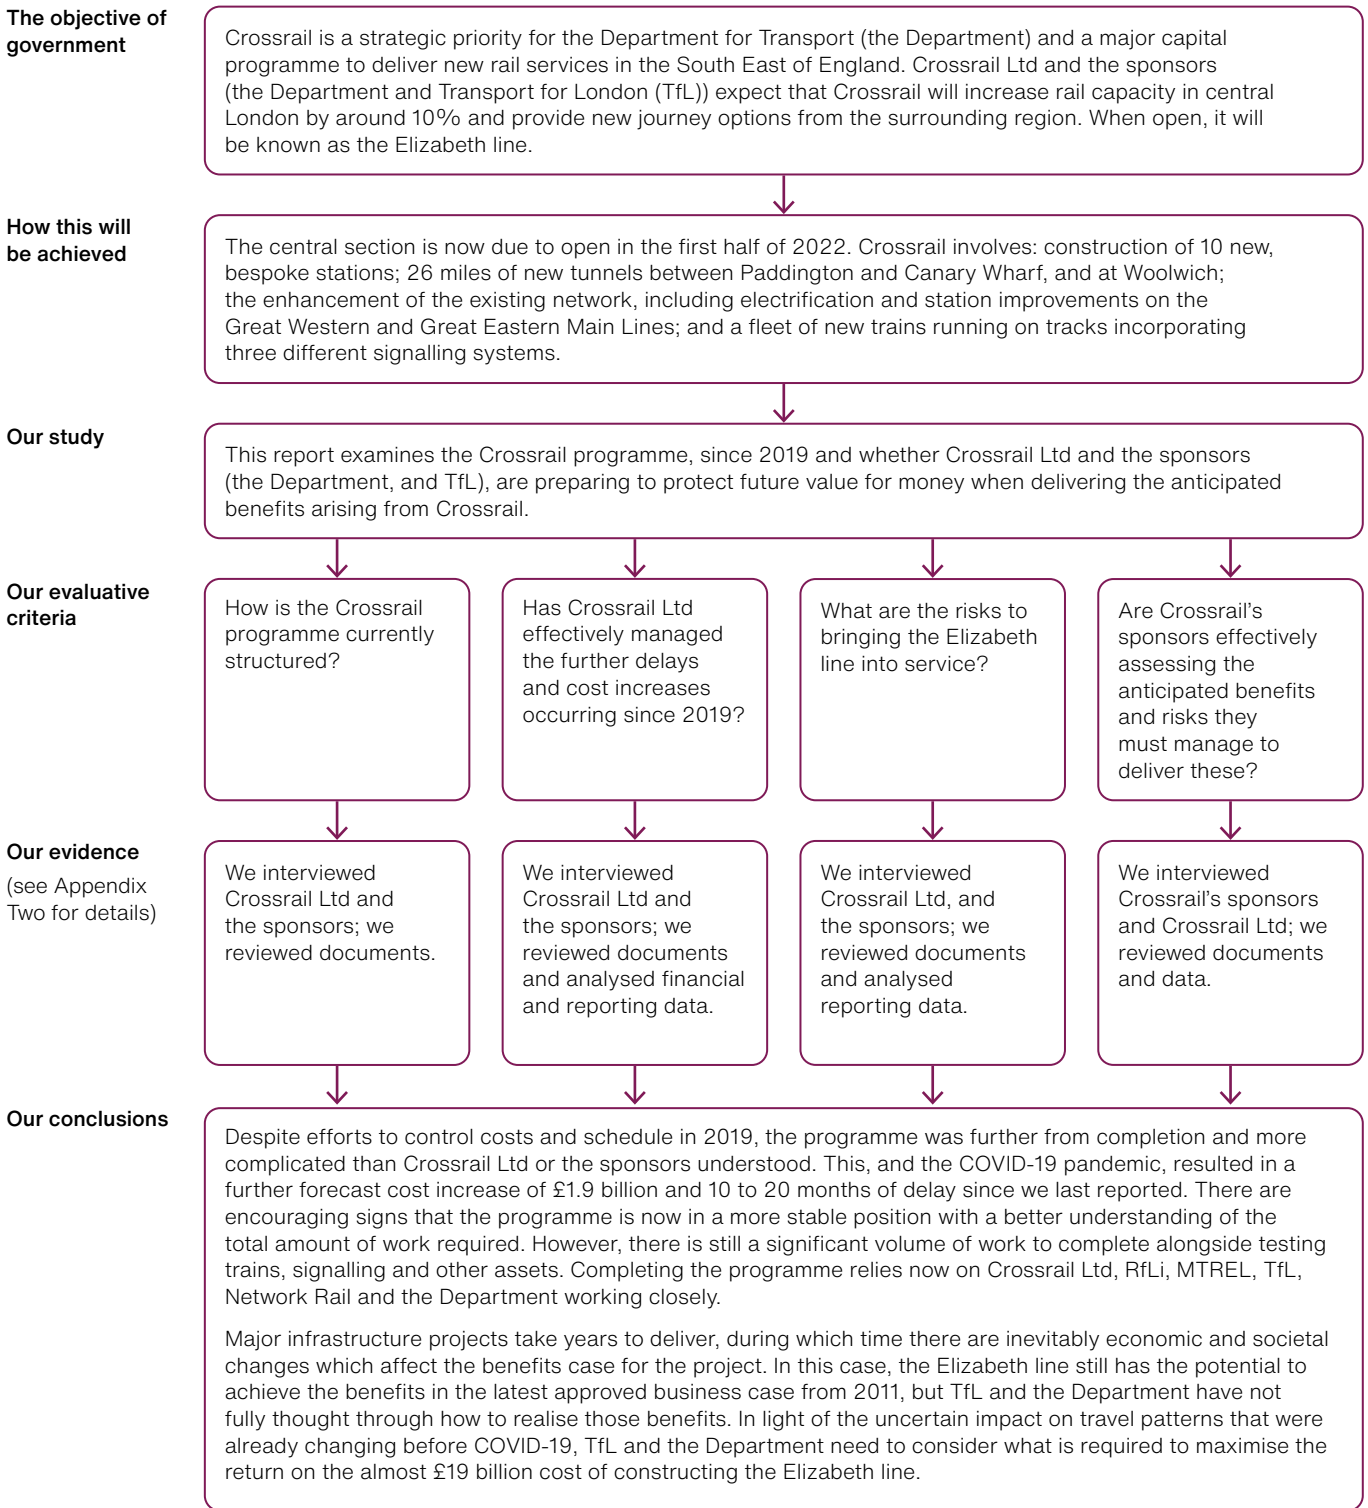 The objective of
government
Crossrail is a strategic priority for the Department for Transport (the Department) and a major capital
programme to deliver new rail services in the South East of England. Crossrail Ltd and the sponsors
(the Department and Transport for London (TfL)) expect that Crossrail will increase rail capacity in central
London by around 10% and provide new journey options from the surrounding region. When open, it will
be known as the Elizabeth line.
How this will
be achieved
The central section is now due to open in the first half of 2022. Crossrail involves: construction of 10 new,
bespoke stations; 26 miles of new tunnels between Paddington and Canary Wharf, and at Woolwich;
the enhancement of the existing network, including electrification and station improvements on the
Great Western and Great Eastern Main Lines; and a fleet of new trains running on tracks incorporating
three different signalling systems.
Our study
This report examines the Crossrail programme, since 2019 and whether Crossrail Ltd and the sponsors
(the Department, and TfL), are preparing to protect future value for money when delivering the anticipated
benefits arising from Crossrail.
Our evaluative
criteria
How is the Crossrail
programme currently
structured?
Has Crossrail Ltd
effectively managed
the further delays
and cost increases
occurring since 2019?
What are the risks to
bringing the Elizabeth
line into service?
Are Crossrail's
sponsors effectively
assessing the
anticipated benefits
and risks they
must manage to
deliver these?
Our evidence
(see Appendix
Two for details)
We interviewed
Crossrail Ltd and
the sponsors; we
reviewed documents.
We interviewed
Crossrail Ltd and
the sponsors; we
reviewed documents
and analysed financial
and reporting data.
We interviewed
Crossrail Ltd, and
the sponsors; we
reviewed documents
and analysed
reporting data.
We interviewed
Crossrail's sponsors
and Crossrail Ltd; we
reviewed documents
and data.
Our conclusions
Despite efforts to control costs and schedule in 2019, the programme was further from completion and more
complicated than Crossrail Ltd or the sponsors understood. This, and the COVID-19 pandemic, resulted in a
further forecast cost increase of £1.9 billion and 10 to 20 months of delay since we last reported. There are
encouraging signs that the programme is now in a more stable position with a better understanding of the
total amount of work required. However, there is still a significant volume of work to complete alongside testing
trains, signalling and other assets. Completing the programme relies now on Crossrail Ltd, RfLi, MTREL, TfL,
Network Rail and the Department working closely.
Major infrastructure projects take years to deliver, during which time there are inevitably economic and societal
changes which affect the benefits case for the project. In this case, the Elizabeth line still has the potential to
achieve the benefits in the latest approved business case from 2011, but TfL and the Department have not
fully thought through how to realise those benefits. In light of the uncertain impact on travel patterns that were
already changing before COVID-19, TfL and the Department need to consider what is required to maximise the
return on the almost £19 billion cost of constructing the Elizabeth line.